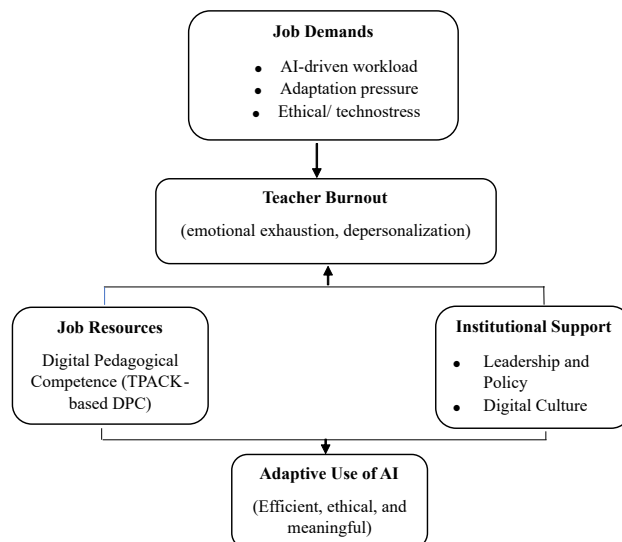 Job Demands
● AI-driven workload
● Adaptation pressure
● Ethical/ technostress
Teacher Burnout
(emotional exhaustion, depersonalization)
Job Resources
Digital Pedagogical
Competence (TPACK-
based DPC)
Institutional Support
● Leadership and
Policy
● Digital Culture
Adaptive Use of AI
(Efficient, ethical, and
meaningful)